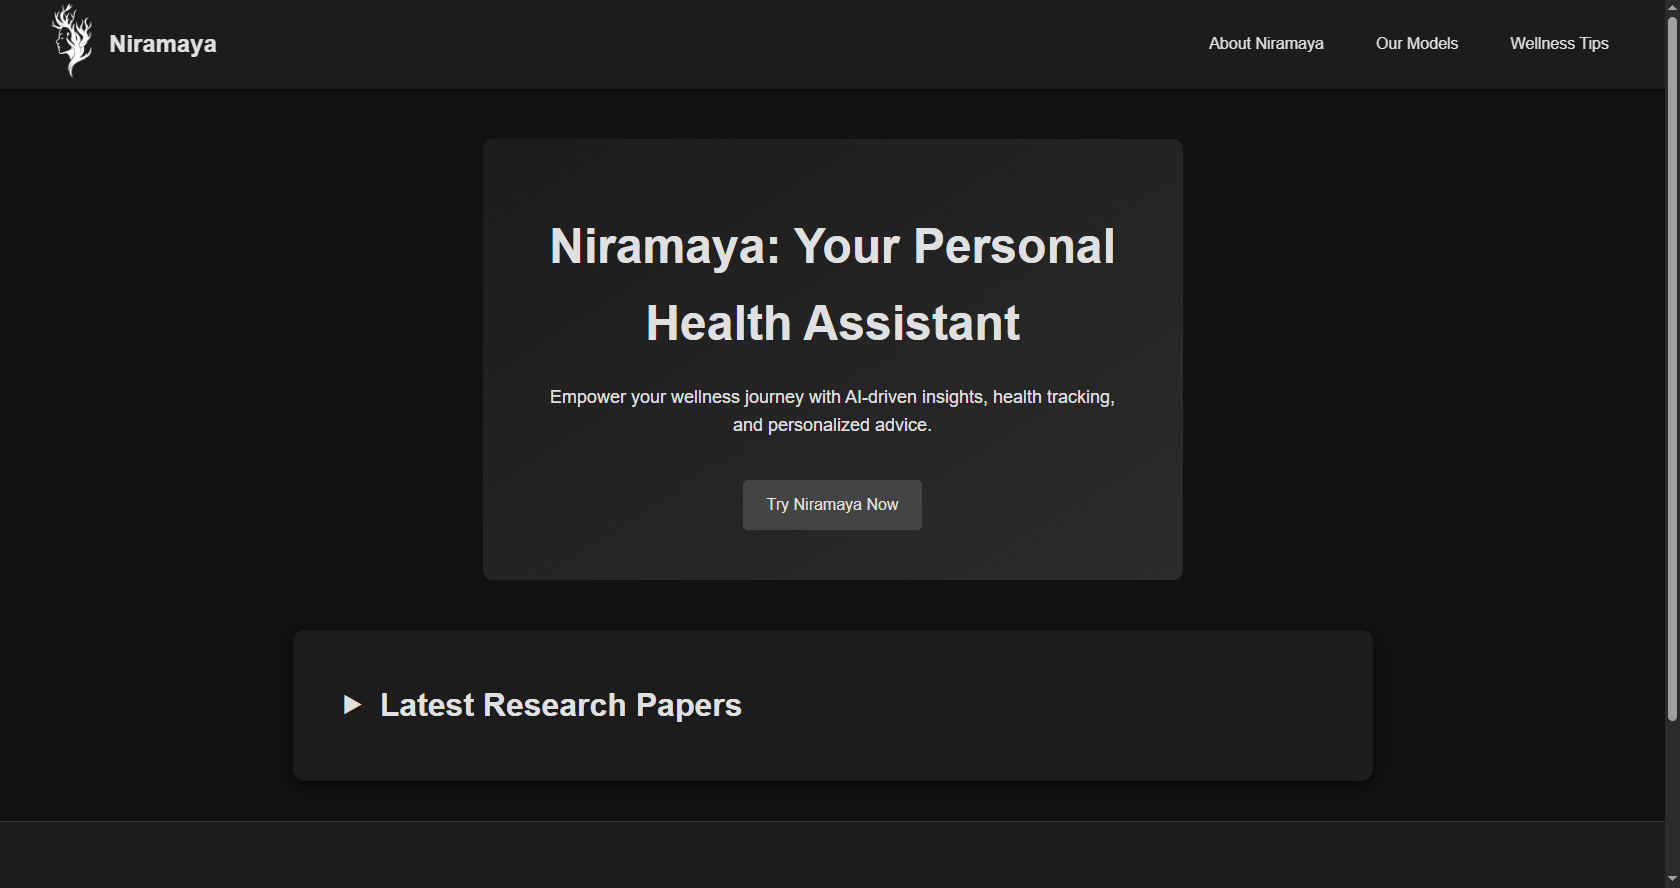 Niramaya
About Niramaya
Our Models
Wellness Tips
Niramaya: Your Personal
Health Assistant
Empower your wellness journey with AI-driven insights, health tracking,
and personalized advice.
Try Niramaya Now
Latest Research Papers